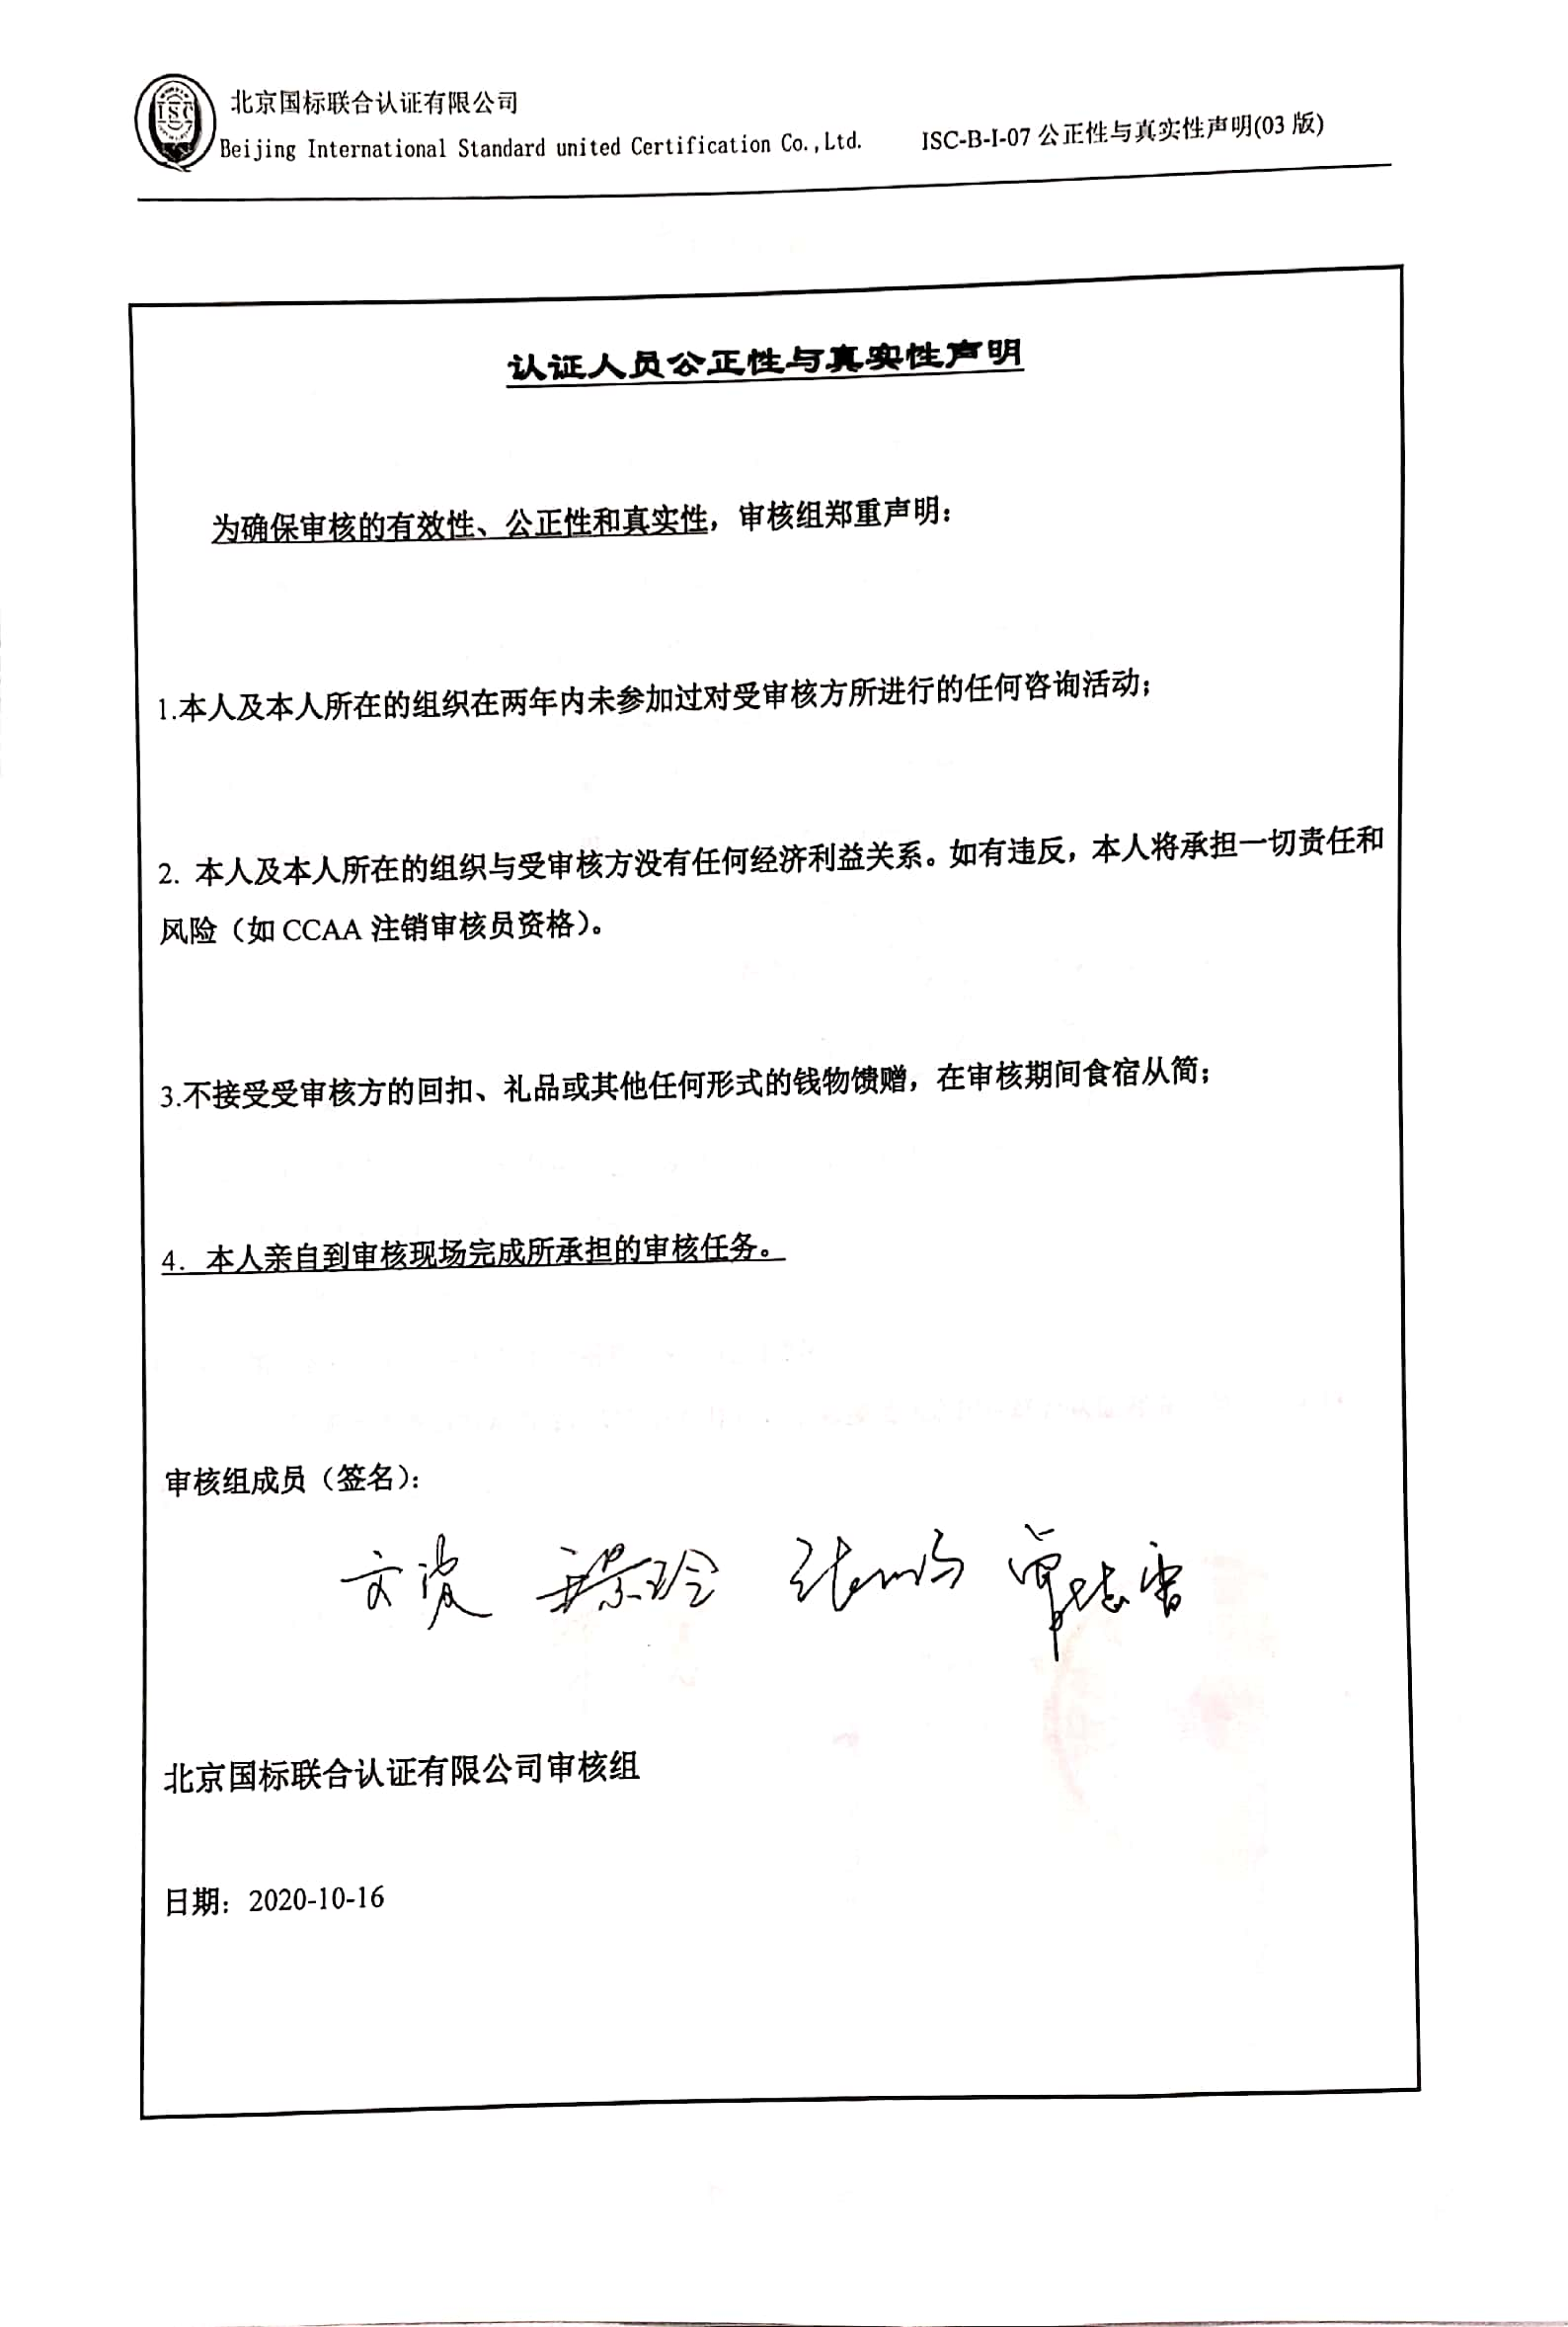 北京国标联合认证有限公司
Beijing International Standard united Certification Co.,Ltd. ISC-B-I-07 公正性与真实性声明(03 版)
ISC
认证人员公正性与真实性声明
为确保审核的有效性、公正性和真实性，审核组郑重声明：
1.本人及本人所在的组织在两年内未参加过对受审核方所进行的任何咨询活动；
2. 本人及本人所在的组织与受审核方没有任何经济利益关系。如有违反，本人将承担一切责任和
风险（如 CCAA 注销审核员资格）。
3.不接受受审核方的回扣、礼品或其他任何形式的钱物馈赠，在审核期间食宿从简；
4. 本人亲自到审核现场完成所承担的审核任务。
审核组成员（签名）：
文波
北京国标联合认证有限公司审核组
日期：2020-10-16